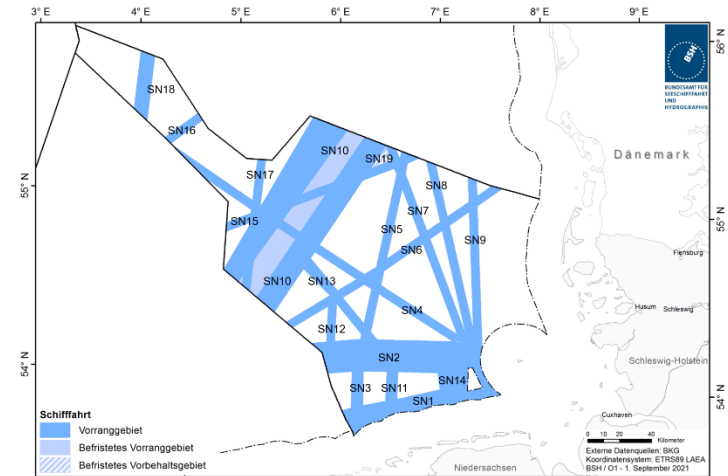 3° E 4° E 5° E 6° E 7° E 8° E 9° E
56° N
55° N
54° N
55° N
54° N
BSH
BUNDESAMT FÜR
SEESCHIFFFAHRT
UND
HYDROGRAPHIE
Dänemark
Flensburg
Husum
Schleswig
Schleswig-Holstein
Cuxhaven
Niedersachsen
SN18
SN16
SN10
SN19
SN17
SN8
SN7
SN15
SN5
SN9
SN6
SN10
SN13
SN4
SN12
SN2
SN3
SN11
SN14
SN1
Schifffahrt
Vorranggebiet
Befristetes Vorranggebiet
Befristetes Vorbehaltsgebiet
0 10 20 40
Kilometer
Externe Datenquellen: BKG
Koordinatensystem: ETRS89 LAEA
BSH / O1 - 1. September 2021